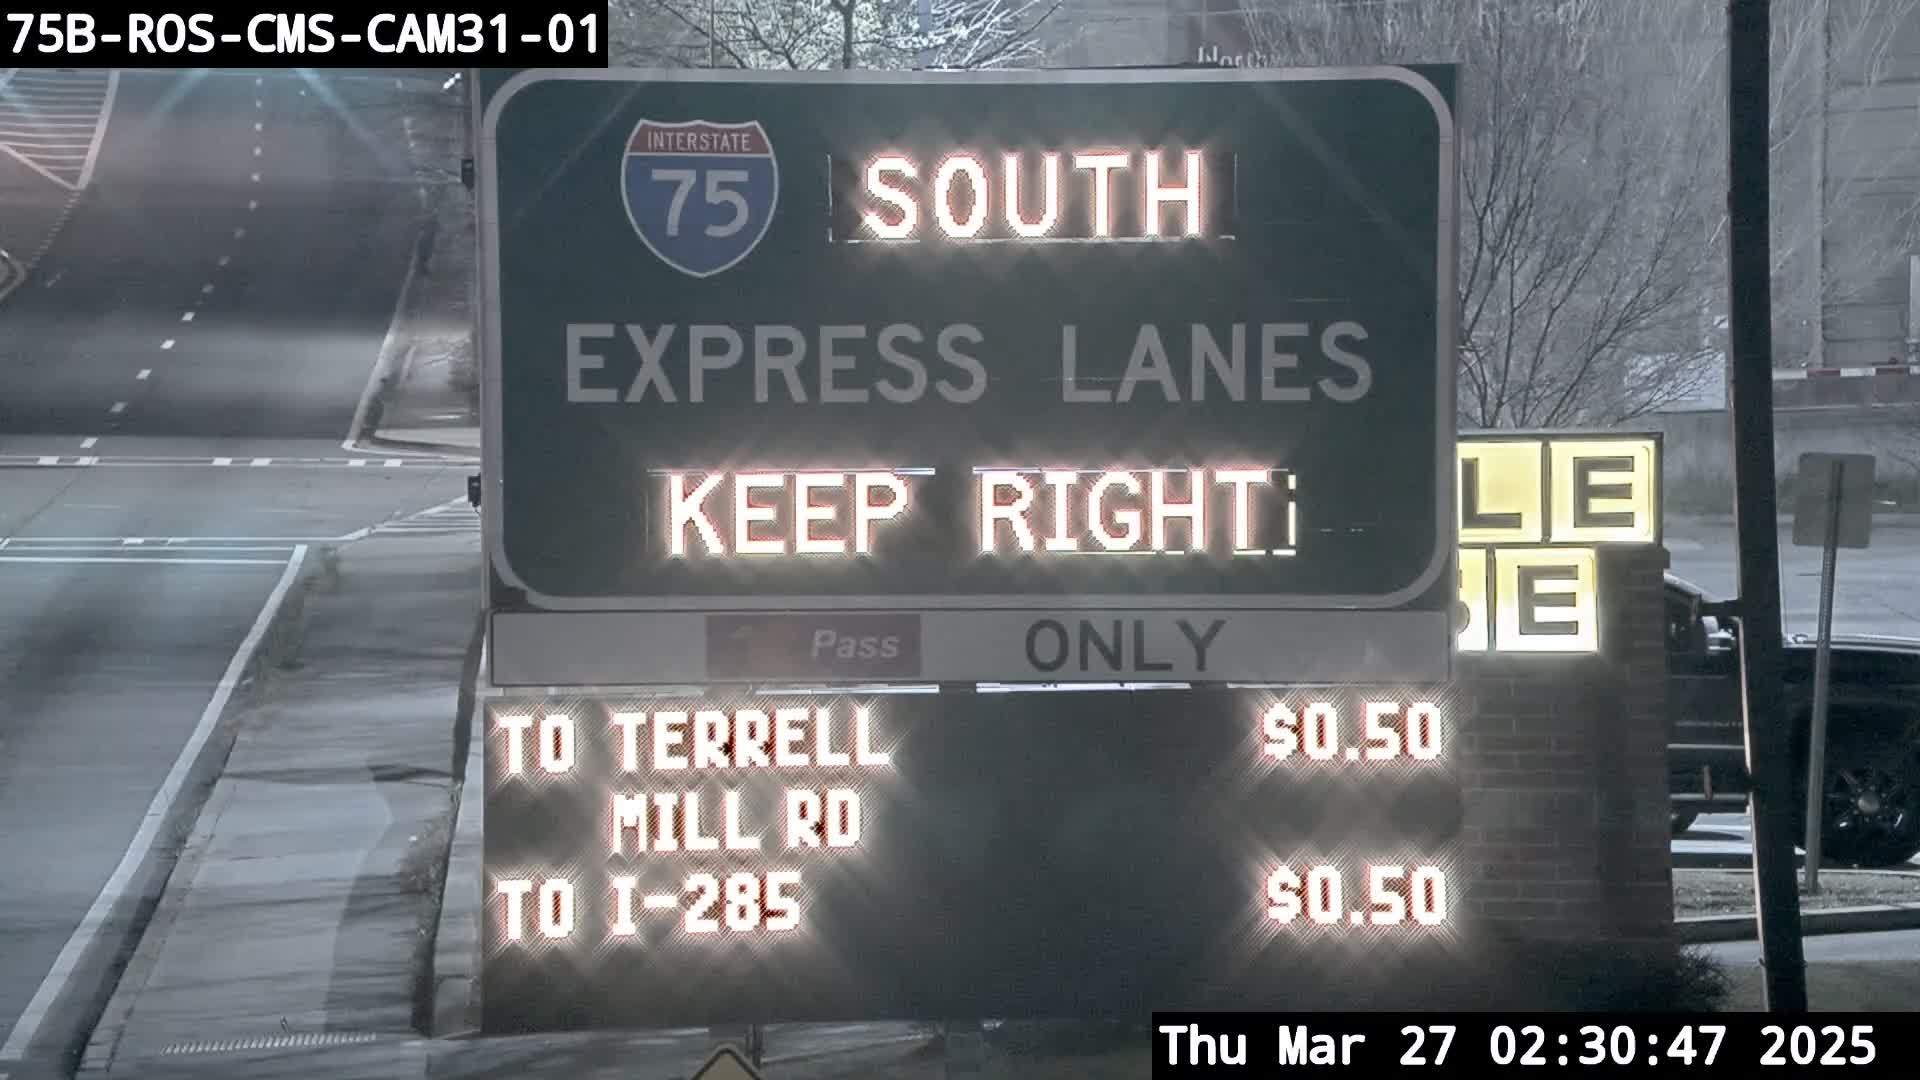 75B-ROS-CMS-CAM31-01
INTERSTATE
75
SOUTH
EXPRESS LANES
KEEP RIGHT
Pass ONLY
TO TERRELL $0.50
MILL RD
TO I-285 $0.50
LE
E
Thu Mar 27 02:30:47 2025